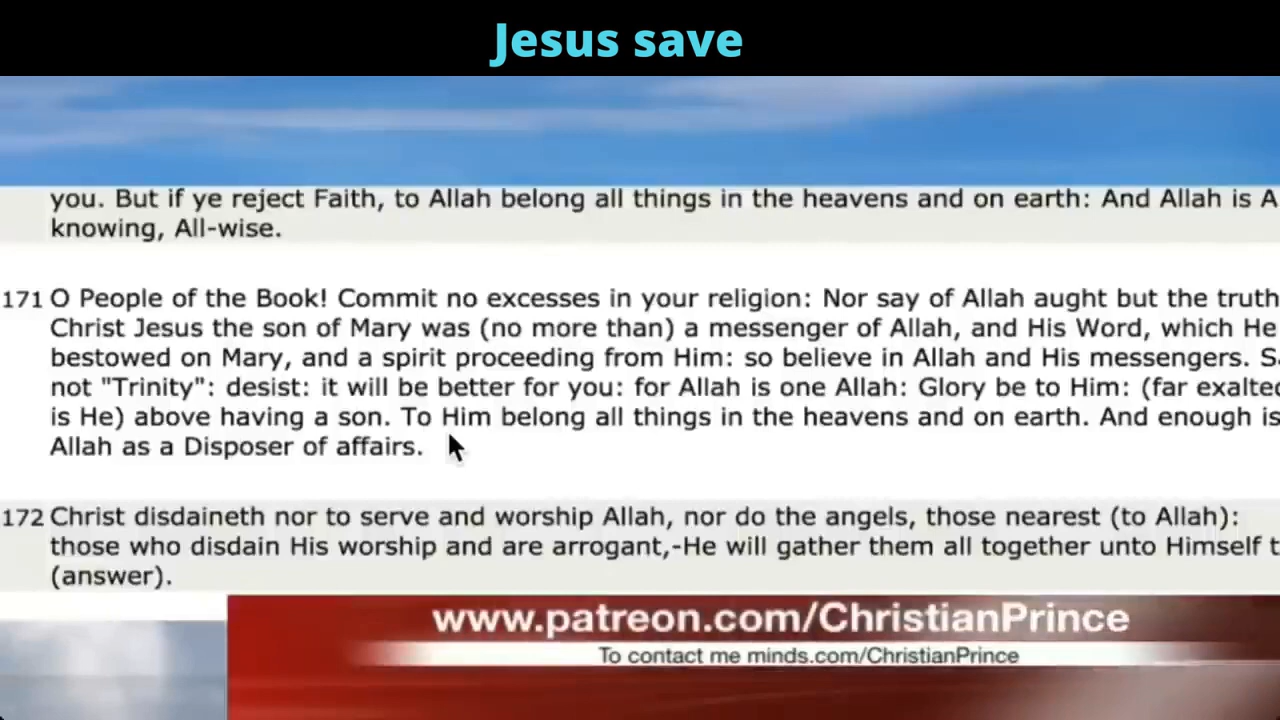 Jesus save
you. But if ye reject Faith, to Allah belong all things in the heavens and on earth: And Allah is
knowing, All-wise.
171 O People of the Book! Commit no excesses in your religion: Nor say of Allah aught but the truth
Christ Jesus the son of Mary was (no more than) a messenger of Allah, and His Word, which He
bestowed on Mary, and a spirit proceeding from Him: so believe in Allah and His messengers.
not "Trinity": desist: it will be better for you: for Allah is one Allah: Glory be to Him: (far exalted
is He) above having a son. To Him belong all things in the heavens and on earth. And enough is
Allah as a Disposer of affairs.
172 Christ disdaineth nor to serve and worship Allah, nor do the angels, those nearest (to Allah):
those who disdain His worship and are arrogant,-He will gather them all together unto Himself
(answer).
www.patreon.com/ChristianPrince
To contact me minds.com/ChristianPrince